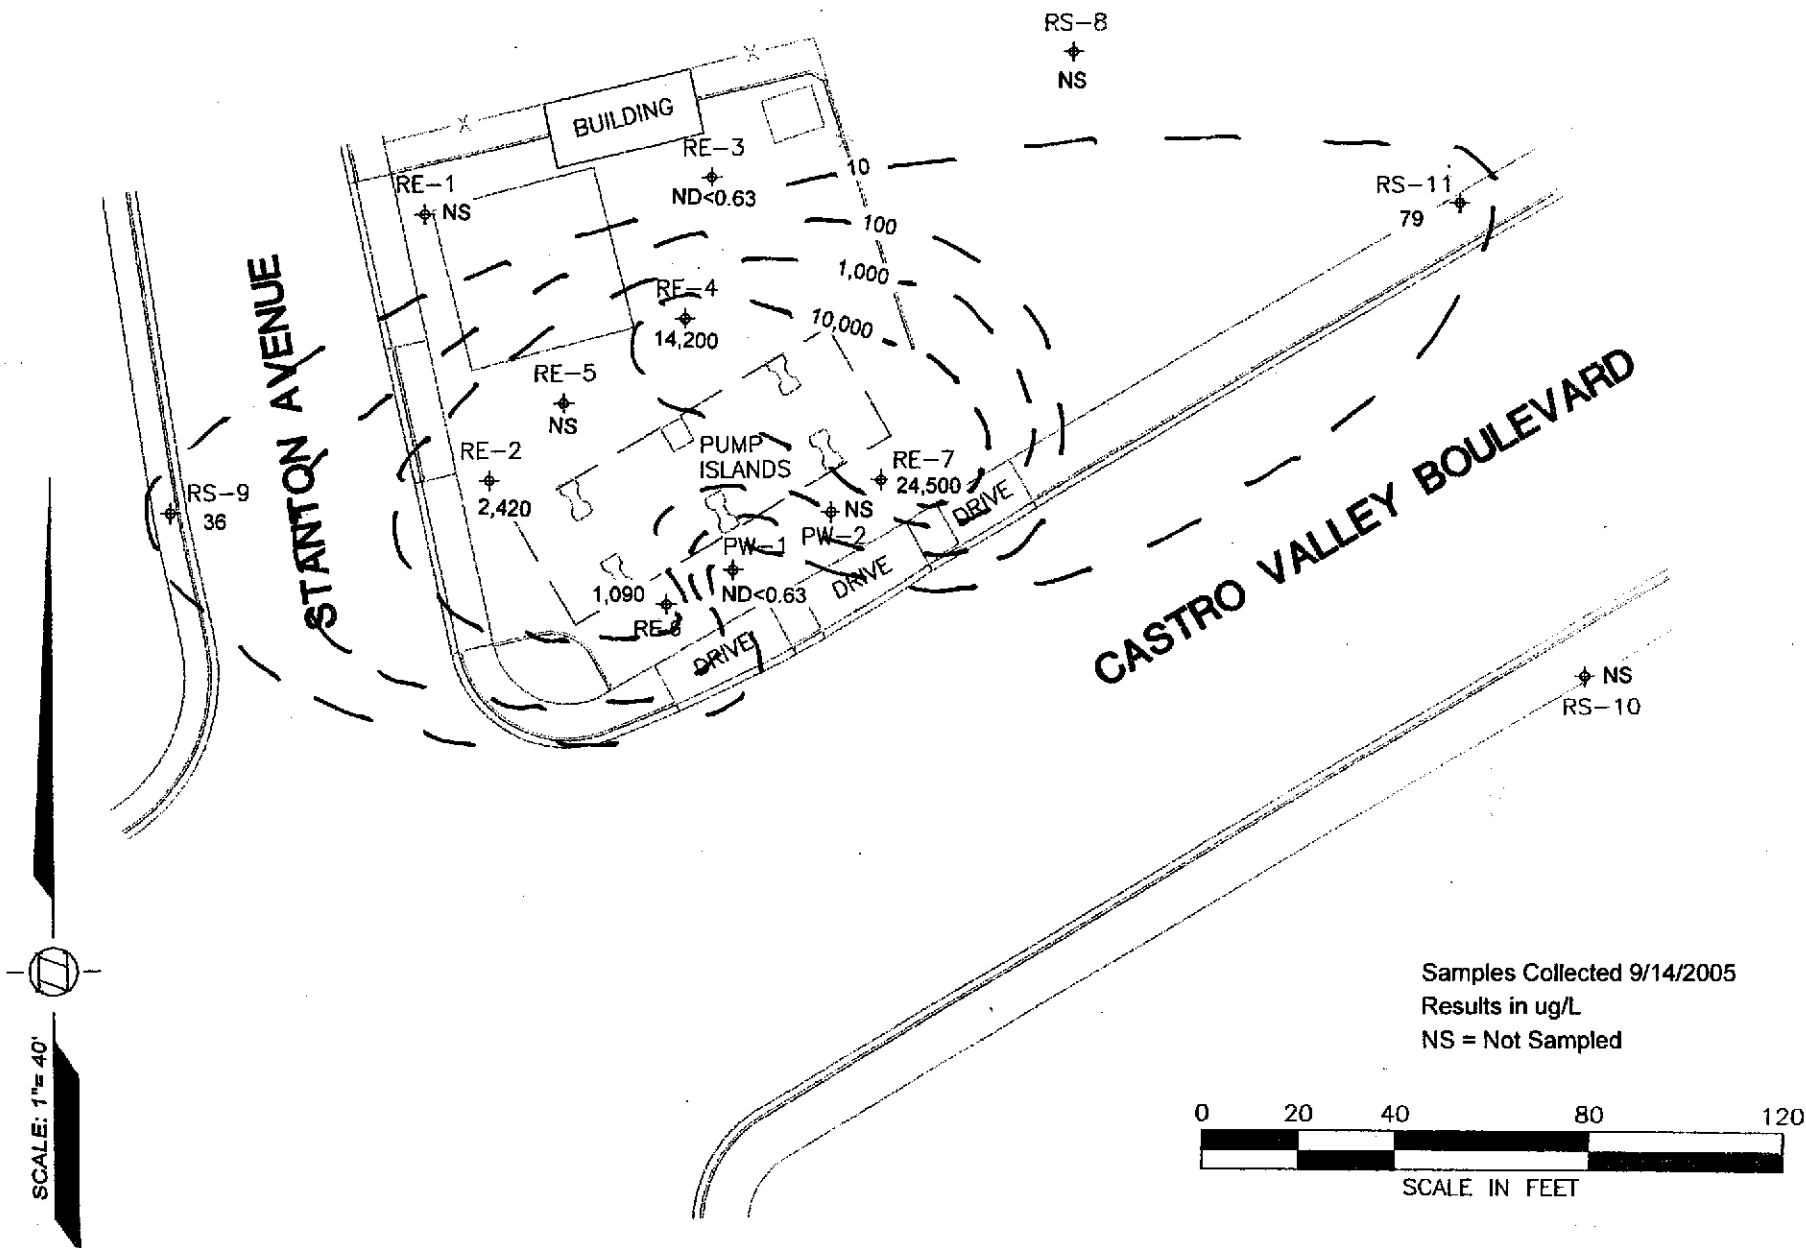 RS-8
NS
BUILDING
RE-3
ND<0.63
10
RE-1
NS
RS-11
79
100
1,000
RE-4
14,200
10,000
STANTON AVENUE
RE-5
NS
PUMP
ISLANDS
RE-2
2,420
RE-7
24,500
RS-9
36
NS
PW-2
DRIVE
PW-1
ND<0.63
DRIVE
1,090
RE-6
DRIVE
CASTRO VALLEY BOULEVARD
NS
RS-10
Samples Collected 9/14/2005
Results in ug/L
NS = Not Sampled
SCALE: 1"= 40'
0 20 40 80 120
SCALE IN FEET